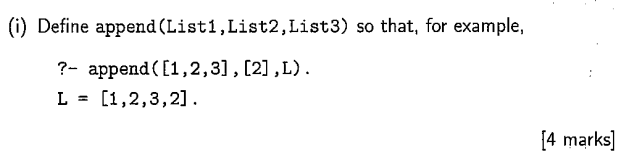 (i) Define append(List1,List2,List3) so that, for example,
?- append([1,2,3],[2],L).
L = [1,2,3,2].
[4 marks]